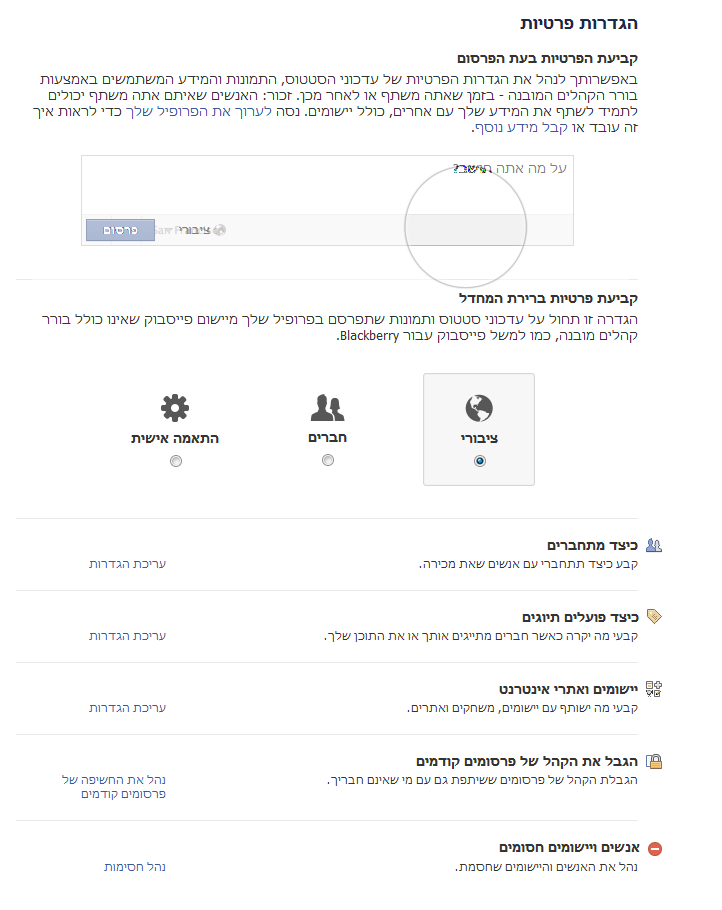 הגדרות פרטיות
קביעת הפרטיות בעת הפרסום
באפשרותך לנהל את הגדרות הפרטיות של עדכוני הסטטוס, התמונות והמידע המשתמשים באמצעות
בורר הקהלים המובנה - בזמן שאתה משתף או לאחר מכן. זכור: האנשים שאיתם אתה משתף יכולים
לתמיד לשתף את המידע שלך עם אחרים, כולל יישומים. נסה לערוך את הפרופיל שלך כדי לראות איך
זה עובד או קבל מידע נוסף.
על מה אתה
ציבורי
פרסום
קביעת פרטיות ברירת המחדל
הגדרה זו תחול על עדכוני סטטוס ותמונות שתפרסם בפרופיל שלך מיישום פייסבוק שאינו כולל בורר
קהלים מובנה, כמו למשל פייסבוק עבור Blackberry.
ציבורי
חברים
התאמה אישית
כיצד מתחברים
קבע כיצד תתחברי עם אנשים שאת מכירה.
עריכת הגדרות
כיצד פועלים תיוגים
קבעי מה יקרה כאשר חברים מתייגים אותך או את התוכן שלך.
עריכת הגדרות
יישומים ואתרי אינטרנט
קבעי מה ישותף עם יישומים, משחקים ואתרים.
עריכת הגדרות
הגבל את הקהל של פרסומים קודמים
הגבלת הקהל של פרסומים ששיתפת גם עם מי שאינם חבריך.
נהל את החשיפה של
פרסומים קודמים
אנשים ויישומים חסומים
נהל את האנשים והיישומים שחסמת.
נהל חסימות